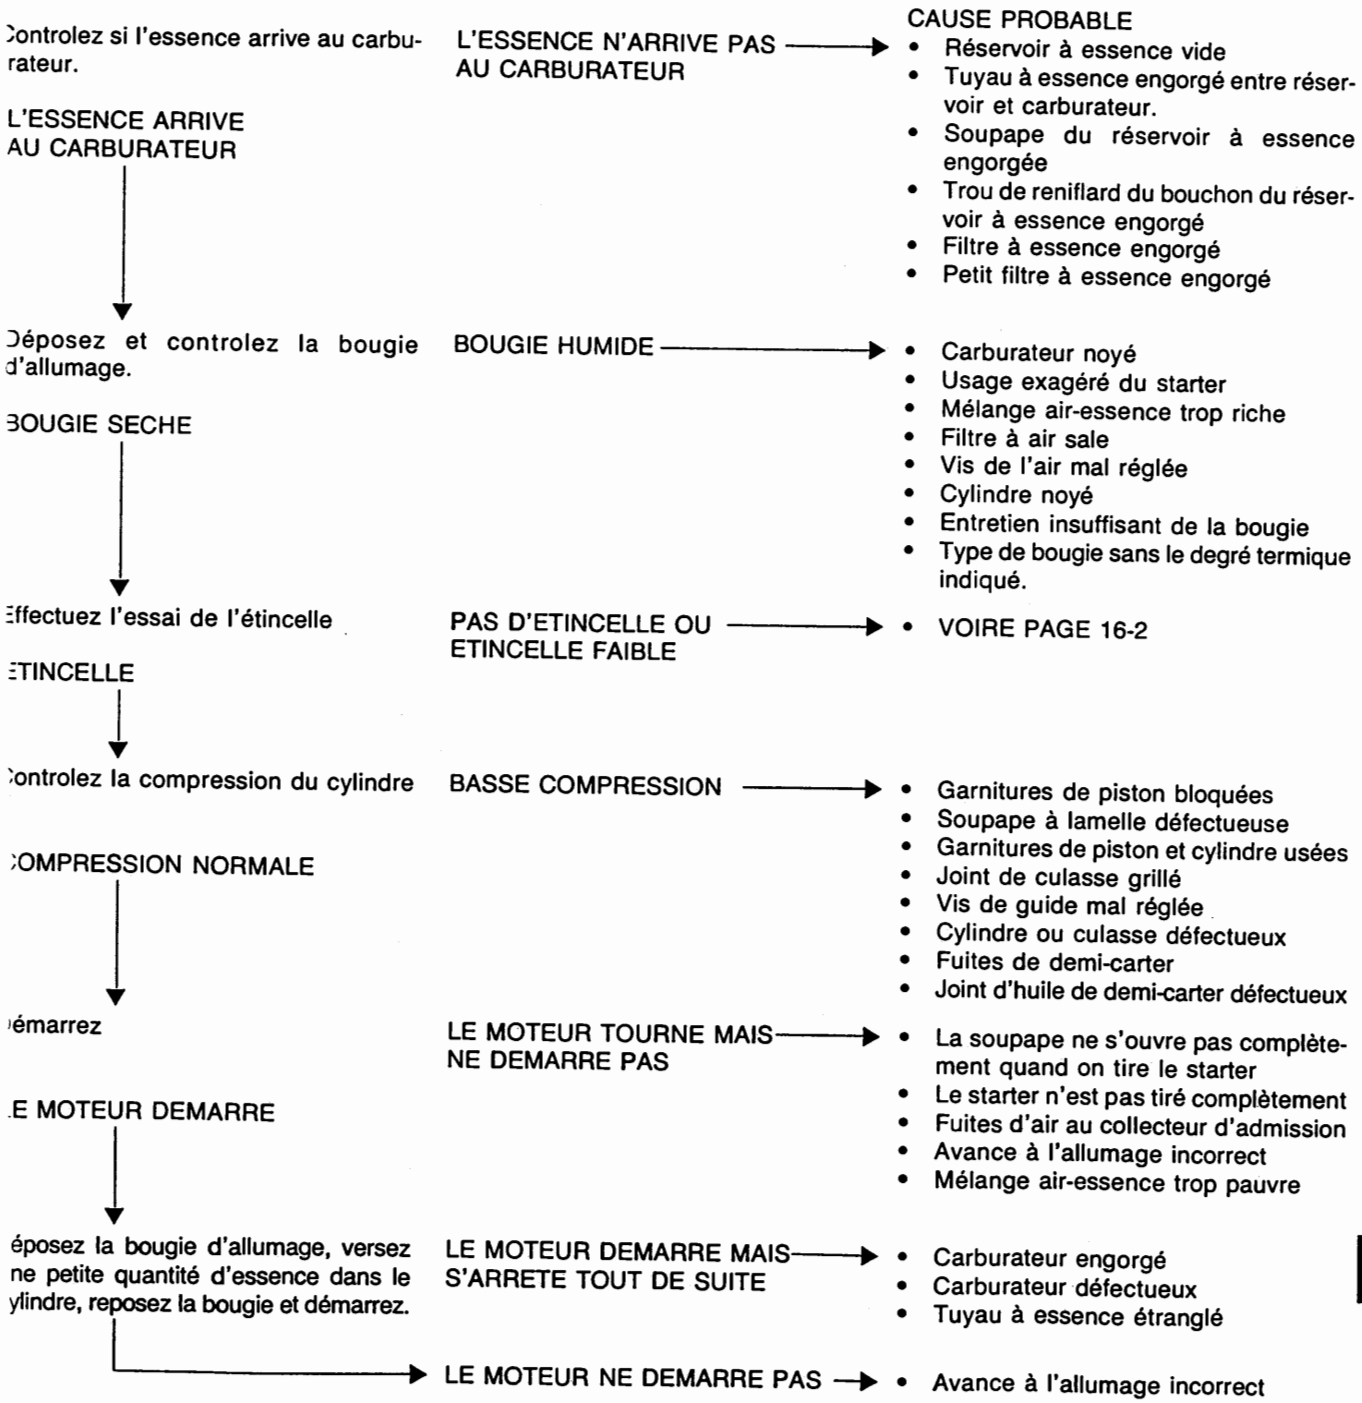 Controlez si l'essence arrive au carbu-
rateur.
L'ESSENCE N'ARRIVE PAS
AU CARBURATEUR
CAUSE PROBABLE
• Réservoir à essence vide
• Tuyau à essence engorgé entre réser-
voir et carburateur.
• Soupape du réservoir à essence
engorgée
• Trou de reniflard du bouchon du réser-
voir à essence engorgé
• Filtre à essence engorgé
• Petit filtre à essence engorgé
L'ESSENCE ARRIVE
AU CARBURATEUR
Déposez et controlez la bougie
d'allumage.
BOUGIE HUMIDE
• Carburateur noyé
• Usage exagéré du starter
• Mélange air-essence trop riche
• Filtre à air sale
• Vis de l'air mal réglée
• Cylindre noyé
• Entretien insuffisant de la bougie
• Type de bougie sans le degré termique
indiqué.
BOUGIE SECHE
Effectuez l'essai de l'étincelle
PAS D'ETINCELLE OU
ETINCELLE FAIBLE
• VOIRE PAGE 16-2
ETINCELLE
Controlez la compression du cylindre
BASSE COMPRESSION
• Garnitures de piston bloquées
• Soupape à lamelle défectueuse
• Garnitures de piston et cylindre usées
• Joint de culasse grillé
• Vis de guide mal réglée
• Cylindre ou culasse défectueux
• Fuites de demi-carter
• Joint d'huile de demi-carter défectueux
COMPRESSION NORMALE
émarrez
LE MOTEUR TOURNE MAIS
NE DEMARRE PAS
• La soupape ne s'ouvre pas complète-
ment quand on tire le starter
• Le starter n'est pas tiré complètement
• Fuites d'air au collecteur d'admission
• Avance à l'allumage incorrect
• Mélange air-essence trop pauvre
LE MOTEUR DEMARRE
éposez la bougie d'allumage, versez
ne petite quantité d'essence dans le
ylindre, reposez la bougie et démarrez.
LE MOTEUR DEMARRE MAIS
S'ARRETE TOUT DE SUITE
• Carburateur engorgé
• Carburateur défectueux
• Tuyau à essence étranglé
LE MOTEUR NE DEMARRE PAS
• Avance à l'allumage incorrect